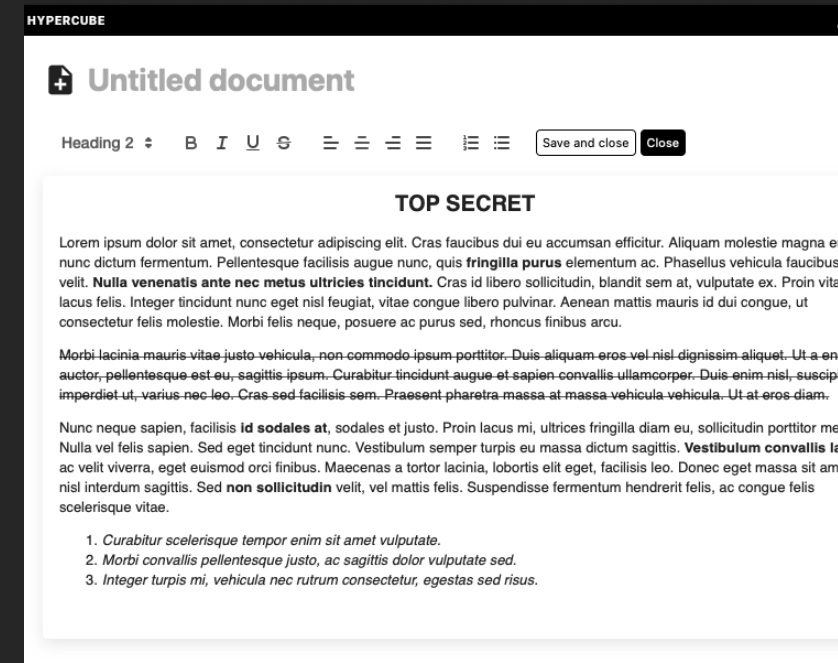 HYPERCUBE
Untitled document
Heading 2 B I U S Save and close Close
TOP SECRET
Lorem ipsum dolor sit amet, consectetur adipiscing elit. Cras faucibus dui eu accumsan efficitur. Aliquam molestie magna
nunc dictum fermentum. Pellentesque facilisis augue nunc, quis fringilla purus elementum ac. Phasellus vehicula faucibus
velit. Nulla venenatis ante nec metus ultricies tincidunt. Cras id libero sollicitudin, blandit sem at, vulputate ex. Proin
lacus felis. Integer tincidunt nunc eget nisl feugiat, vitae congue libero pulvinar. Aenean mattis mauris id dui congue, ut
consectetur felis molestie. Morbi felis neque, posuere ac purus sed, rhoncus finibus arcu.
Morbi lacinia mauris vitae justo vehicula, non commodo ipsum porttitor. Duis aliquam eros vel nisl dignissim aliquet. Ut a
auctor, pellentesque est eu, sagittis ipsum. Curabitur tincidunt augue et sapien convallis ullamcorper. Duis enim nisl,
imperdiet ut, varius nec leo. Cras sed facilisis sem. Praesent pharetra massa at massa vehicula vehicula. Ut at eros diam.
Nunc neque sapien, facilisis id sodales at, sodales et justo. Proin lacus mi, ultrices fringilla diam eu, sollicitudin porttitor
Nulla vel felis sapien. Sed eget tincidunt nunc. Vestibulum semper turpis eu massa dictum sagittis. Vestibulum convallis
ac velit viverra, eget euismod orci finibus. Maecenas a tortor lacinia, lobortis elit eget, facilisis leo. Donec eget massa sit
nisl interdum sagittis. Sed non sollicitudin velit, vel mattis felis. Suspendisse fermentum hendrerit felis, ac congue felis
scelerisque vitae.
1. Curabitur scelerisque tempor enim sit amet vulputate.
2. Morbi convallis pellentesque justo, ac sagittis dolor vulputate sed.
3. Integer turpis mi, vehicula nec rutrum consectetur, egestas sed risus.